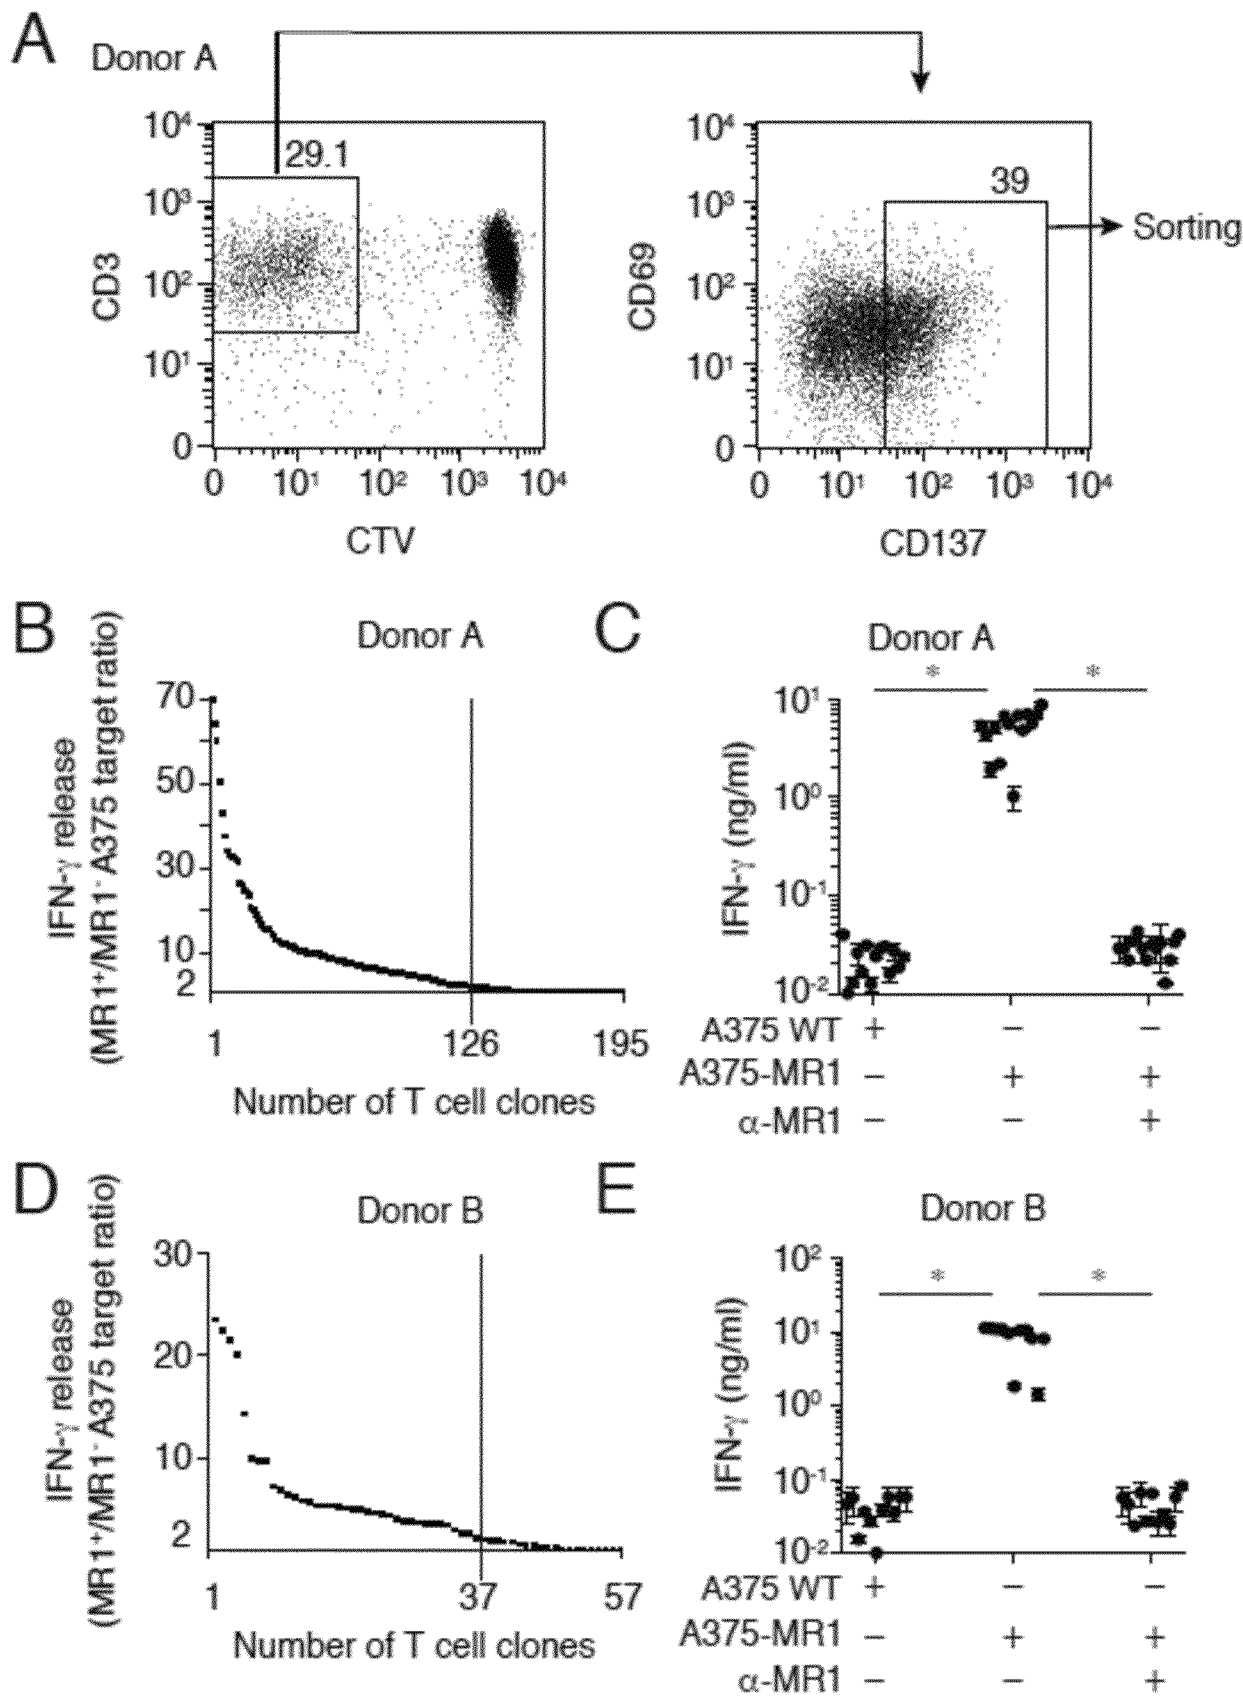 A
Donor A
10⁴
10³
10²
10¹
0
CD3
29.1
0 10¹ 10² 10³ 10⁴
CTV
10⁴
10³
10²
10¹
0
CD69
39
Sorting
0 10¹ 10² 10³ 10⁴
CD137
B
Donor A
IFN-γ release
(MR1⁺/MR1⁻ A375 target ratio)
70
50
30
10
2
1 126 195
Number of T cell clones
C
Donor A
* *
IFN-γ (ng/ml)
10¹
10⁰
10⁻¹
10⁻²
A375 WT + − −
A375-MR1 − + +
α-MR1 − − +
D
Donor B
IFN-γ release
(MR1⁺/MR1⁻ A375 target ratio)
30
20
10
2
1 37 57
Number of T cell clones
E
Donor B
* *
IFN-γ (ng/ml)
10²
10¹
10⁰
10⁻¹
10⁻²
A375 WT + − −
A375-MR1 − + +
α-MR1 − − +